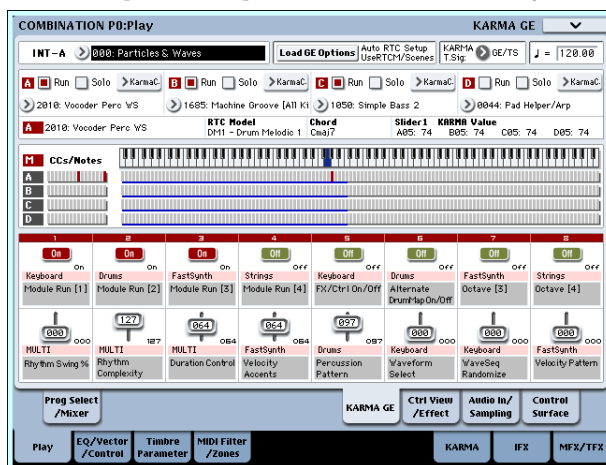 COMBINATION P0:Play KARMA GE
INT-A 000: Particles & Waves Load GE Options Auto RTC Setup UseRTCM/Scenes KARMA T.Sig: GE/TS ♩ = 120.00
A Run Solo KarmaC. B Run Solo KarmaC. C Run Solo KarmaC. D Run Solo KarmaC.
2010: Vocoder Perc WS 1685: Machine Groove [All Ki 1050: Simple Bass 2 0044: Pad Helper/Arp
RTC Model Chord Slider1 KARMA Value
A 2010: Vocoder Perc WS DM1 - Drum Melodic 1 Cmaj7 A05: 74 B05: 74 C05: 74 D05: 74
M CCs/Notes
A
B
C
D
1 2 3 4 5 6 7 8
On On On Off Off Off Off Off
On On On Off Off Off Off Off
Keyboard Drums FastSynth Strings Keyboard Drums FastSynth Strings
Module Run [1] Module Run [2] Module Run [3] Module Run [4] FX/Ctrl On/Off Alternate DrumMap On/Off Octave [3] Octave [4]
000 127 064 064 097 000 000 000
000 127 064 064 097 000 000 000
MULTI MULTI MULTI FastSynth Drums Keyboard Keyboard FastSynth
Rhythm Swing % Rhythm Complexity Duration Control Velocity Accents Percussion Pattern Waveform Select WaveSeq Randomize Velocity Pattern
Prog Select /Mixer KARMA GE Ctrl View /Effect Audio In/ Sampling Control Surface
Play EQ/Vector /Control Timbre Parameter MIDI Filter /Zones KARMA IFX MFX/TFX